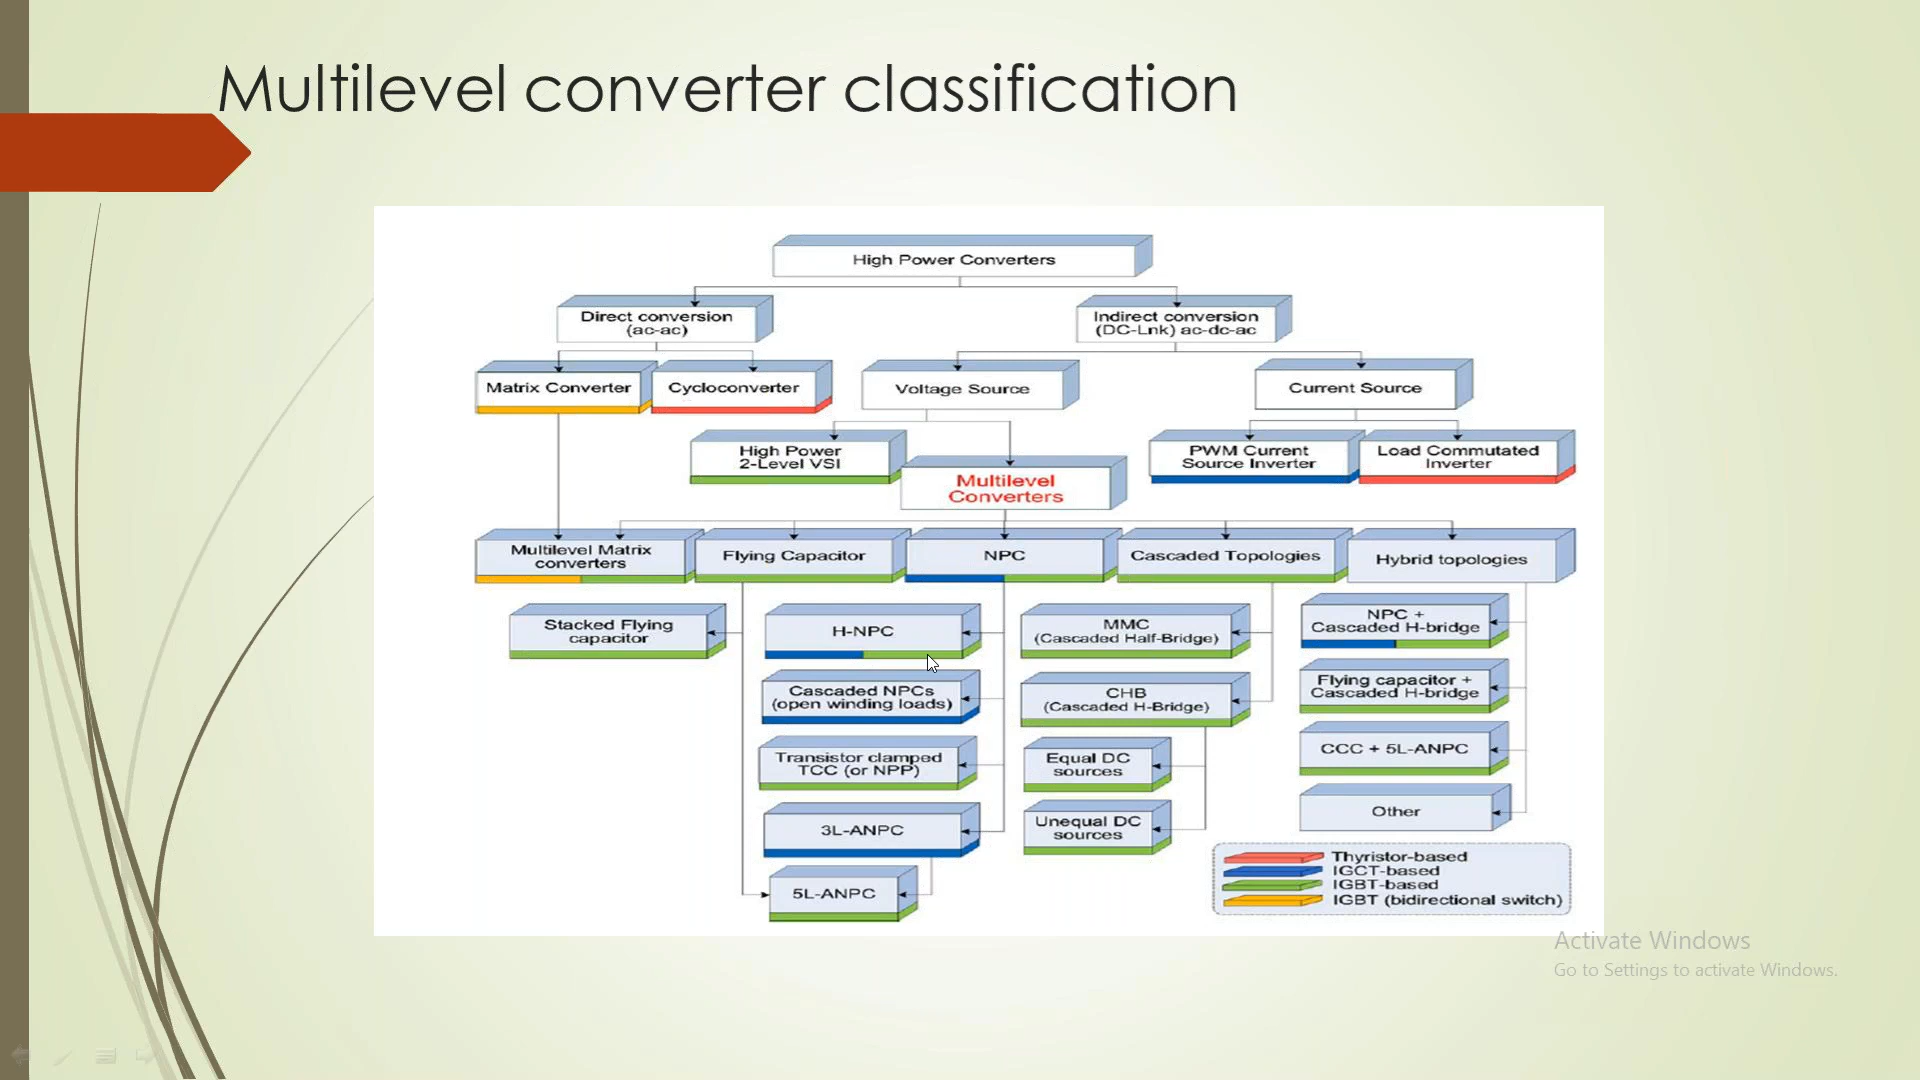 Multilevel converter classification
High Power Converters
Direct conversion
(ac-ac)
Indirect conversion
(DC-Lnk) ac-dc-ac
Matrix Converter
Cycloconverter
Voltage Source
Current Source
High Power
2-Level VSI
Multilevel
Converters
PWM Current
Source Inverter
Load Commutated
Inverter
Multilevel Matrix
converters
Flying Capacitor
NPC
Cascaded Topologies
Hybrid topologies
Stacked Flying
capacitor
H-NPC
MMC
(Cascaded Half-Bridge)
NPC +
Cascaded H-bridge
Cascaded NPCs
(open winding loads)
CHB
(Cascaded H-Bridge)
Flying capacitor +
Cascaded H-bridge
Transistor clamped
TCC (or NPP)
Equal DC
sources
CCC + 5L-ANPC
3L-ANPC
Unequal DC
sources
Other
5L-ANPC
Thyristor-based
IGCT-based
IGBT-based
IGBT (bidirectional switch)
Activate Windows
Go to Settings to activate Windows.